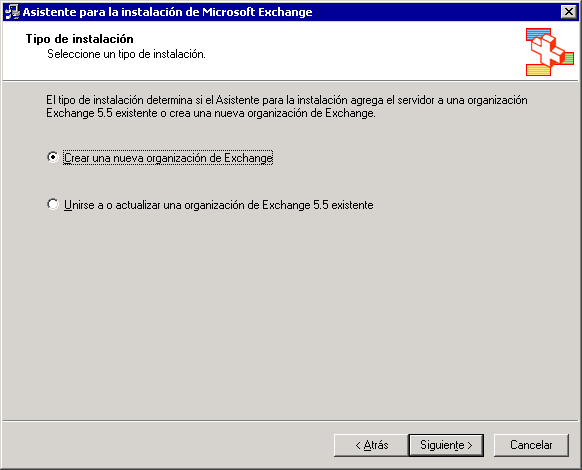 Asistente para la instalación de Microsoft Exchange
Tipo de instalación
Seleccione un tipo de instalación.
El tipo de instalación determina si el Asistente para la instalación agrega el servidor a una organización
Exchange 5.5 existente o crea una nueva organización de Exchange.
Crear una nueva organización de Exchange
Unirse a o actualizar una organización de Exchange 5.5 existente
< Atrás
Siguiente >
Cancelar